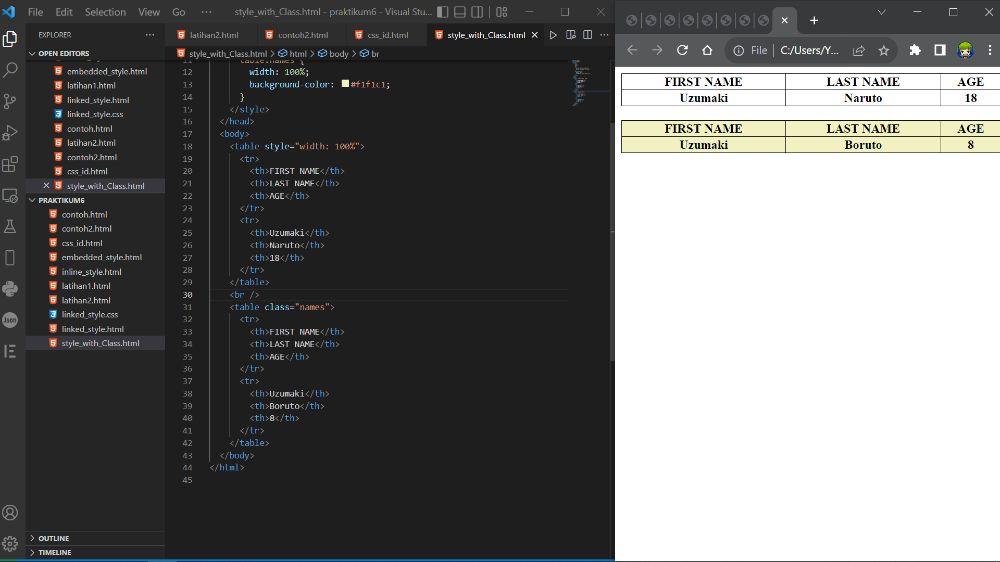 File Edit Selection View Go ··· style_with_Class.html - praktikum6 - Visual Stu...
EXPLORER ···
OPEN EDITORS
embedded_style.html
latihan1.html
linked_style.html
linked_style.css
contoh.html
latihan2.html
contoh2.html
css_id.html
style_with_Class.html
PRAKTIKUM6
contoh.html
contoh2.html
css_id.html
embedded_style.html
inline_style.html
latihan1.html
latihan2.html
linked_style.css
linked_style.html
style_with_Class.html
OUTLINE
TIMELINE
Json
latihan2.html contoh2.html css_id.html style_with_Class.html
style_with_Class.html > html > body > br
11 table.names {
12 width: 100%;
13 background-color: #f1f1c1;
14 }
15 </style>
16 </head>
17 <body>
18 <table style="width: 100%">
19 <tr>
20 <th>FIRST NAME</th>
21 <th>LAST NAME</th>
22 <th>AGE</th>
23 </tr>
24 <tr>
25 <th>Uzumaki</th>
26 <th>Naruto</th>
27 <th>18</th>
28 </tr>
29 </table>
30 <br />
31 <table class="names">
32 <tr>
33 <th>FIRST NAME</th>
34 <th>LAST NAME</th>
35 <th>AGE</th>
36 </tr>
37 <tr>
38 <th>Uzumaki</th>
39 <th>Boruto</th>
40 <th>8</th>
41 </tr>
42 </table>
43 </body>
44 </html>
45
File C:/Users/Y...
FIRST NAME LAST NAME AGE
Uzumaki Naruto 18
FIRST NAME LAST NAME AGE
Uzumaki Boruto 8